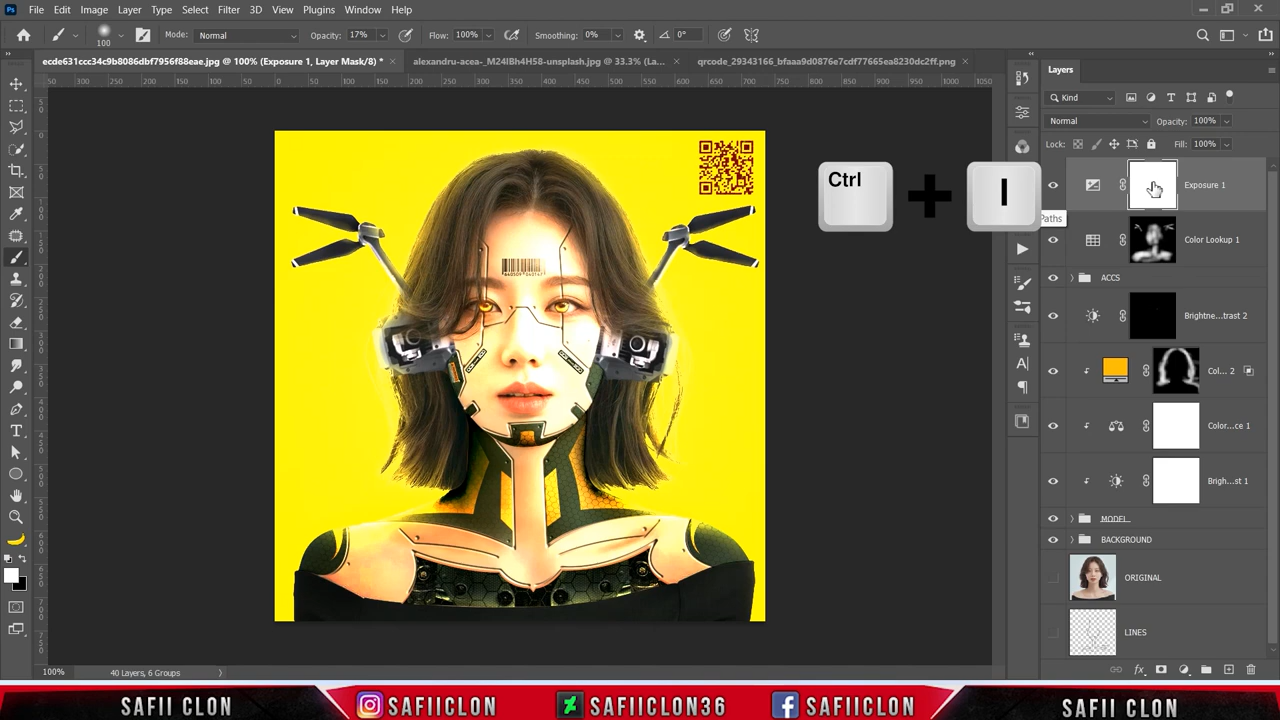 Ps File Edit Image Layer Type Select Filter 3D View Plugins Window Help
100 Mode: Normal Opacity: 17% Flow: 100% Smoothing: 0% 0°
ecde631ccc34c9b8086dbf7956f88eae.jpg @ 100% (Exposure 1, Layer Mask/8) * × alexandru-acea-_M24lBh4H58-unsplash.jpg @ 33.3% (La... × qrcode_29343166_bfaaa9d0876e7cdf77665ea8230dc2ff.png ×
Layers
Kind
Normal Opacity: 100%
Lock: Fill: 100%
Ctrl + I
Paths
Exposure 1
Color Lookup 1
ACCS
Brightne...trast 2
Col... 2
Color...ce 1
Brigh...st 1
MODEL
BACKGROUND
ORIGINAL
LINES
100% 40 Layers, 6 Groups
SAFII CLON SAFIICLON SAFIICLON36 SAFIICLON SAFII CLON